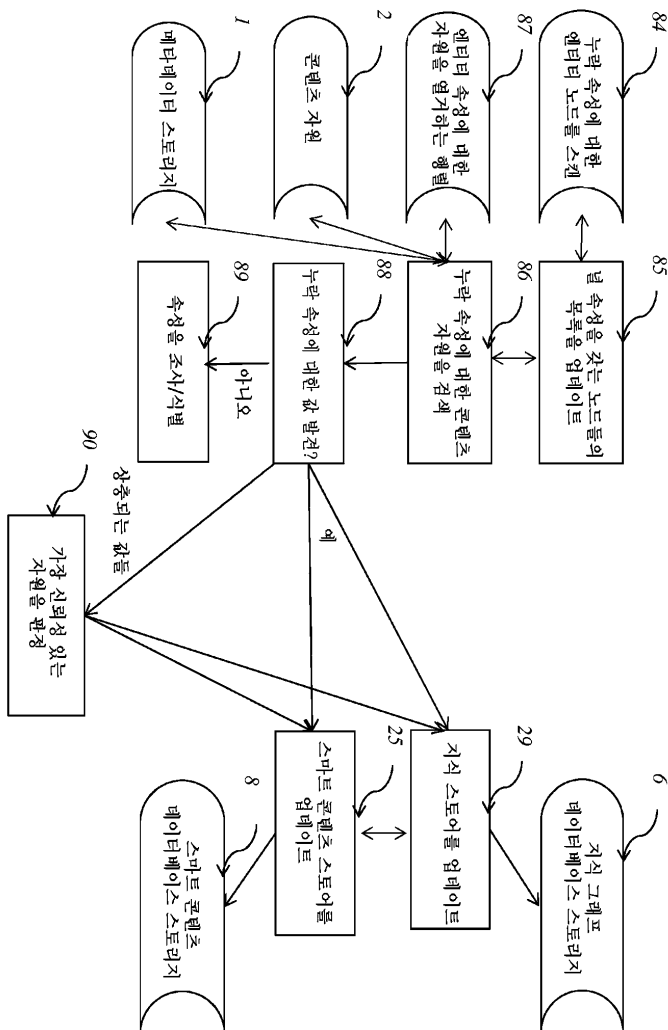 84
누락 속성에 대한
엔티티 노드를 스캔
85
널 속성을 갖는 노드들의
목록을 업데이트
87
엔티티 속성에 대한
자원을 열거하는 행렬
86
누락 속성에 대한 콘텐츠
자원을 검색
2
콘텐츠 자원
88
누락 속성에 대한 값 발견?
1
메타데이터 스토리지
89
속성을 조사/식별
아니오
예
상충되는 값들
90
가장 신뢰성 있는
자원을 판정
6
지식 그래프
데이터베이스 스토리지
29
지식 스토어를 업데이트
25
스마트 콘텐츠 스토어를
업데이트
8
스마트 콘텐츠
데이터베이스 스토리지